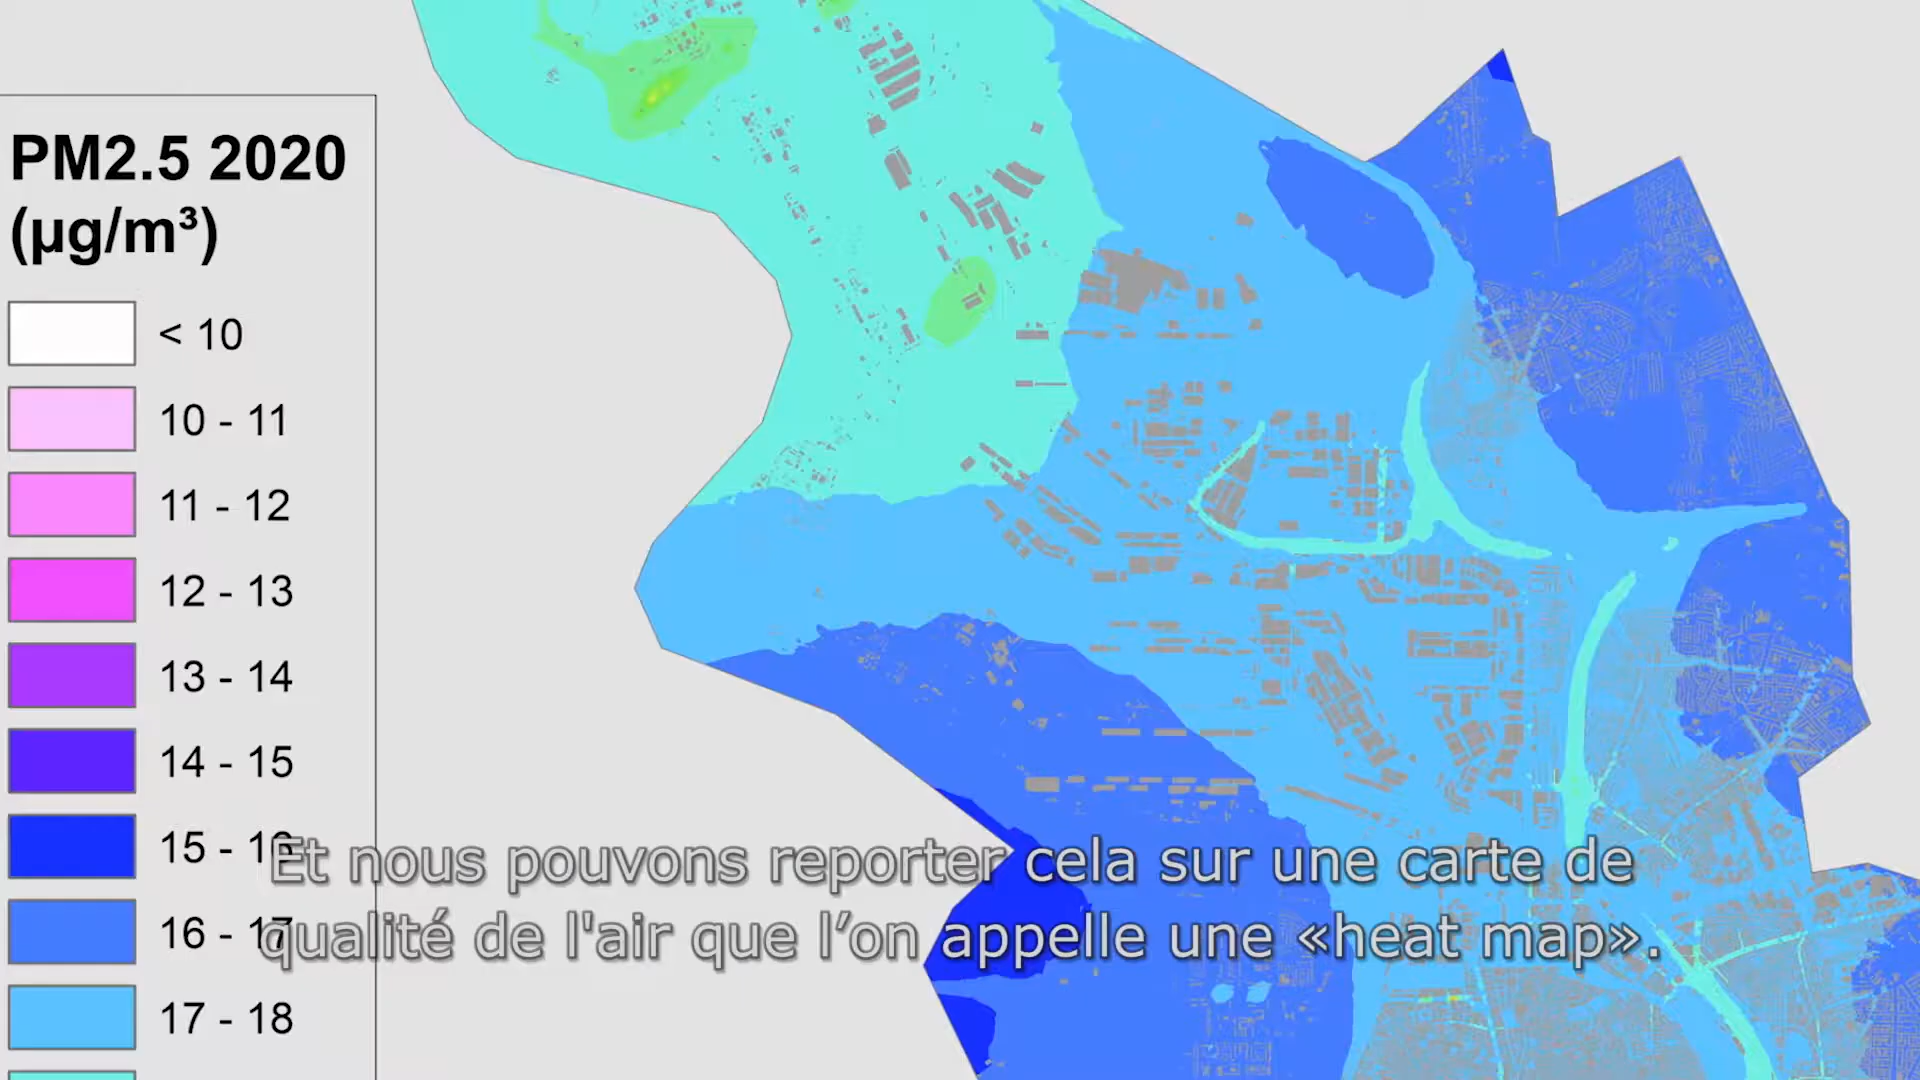 PM2.5 2020
(µg/m³)
< 10
10 - 11
11 - 12
12 - 13
13 - 14
14 - 15
15 - 16
16 - 17
17 - 18
Et nous pouvons reporter cela sur une carte de
qualité de l'air que l’on appelle une «heat map».